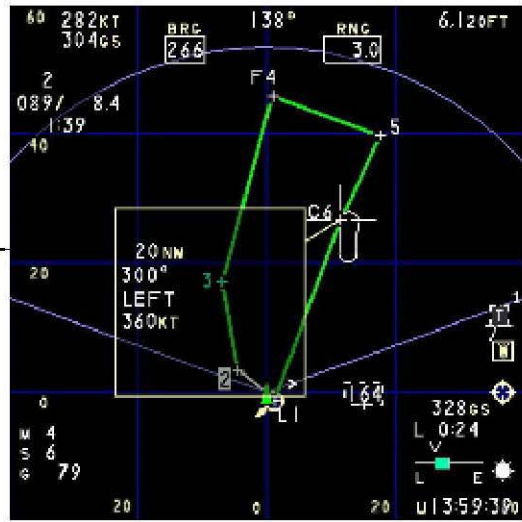 60 282KT BRG 138° RNG 6,120FT
304GS 266 3.0
2 F4
089/ 8.4
1:39 5
40
C6
20NM
20 300°
3 LEFT
360KT
1
T
2 W
0 L1 164
328GS
M 4 L 0:24
S 6
G 79 L E
20 0 20 U13:59:30